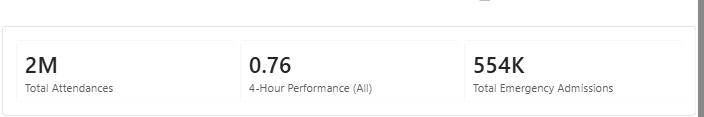 2M
Total Attendances
0.76
4-Hour Performance (All)
554K
Total Emergency Admissions